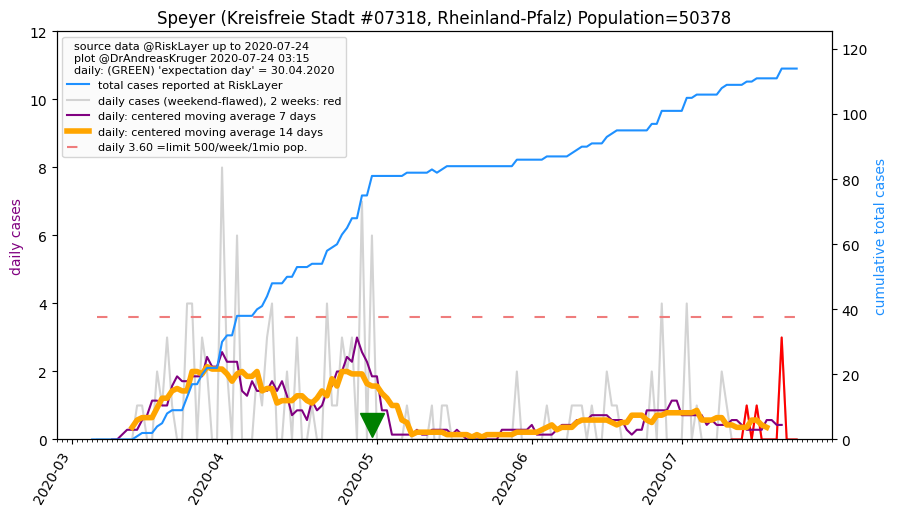 Speyer (Kreisfreie Stadt #07318, Rheinland-Pfalz) Population=50378
source data @RiskLayer up to 2020-07-24
plot @DrAndreasKruger 2020-07-24 03:15
daily: (GREEN) 'expectation day' = 30.04.2020
total cases reported at RiskLayer
daily cases (weekend-flawed), 2 weeks: red
daily: centered moving average 7 days
daily: centered moving average 14 days
daily 3.60 =limit 500/week/1mio pop.
daily cases
12
10
8
6
4
2
0
cumulative total cases
120
100
80
60
40
20
0
2020-03
2020-04
2020-05
2020-06
2020-07